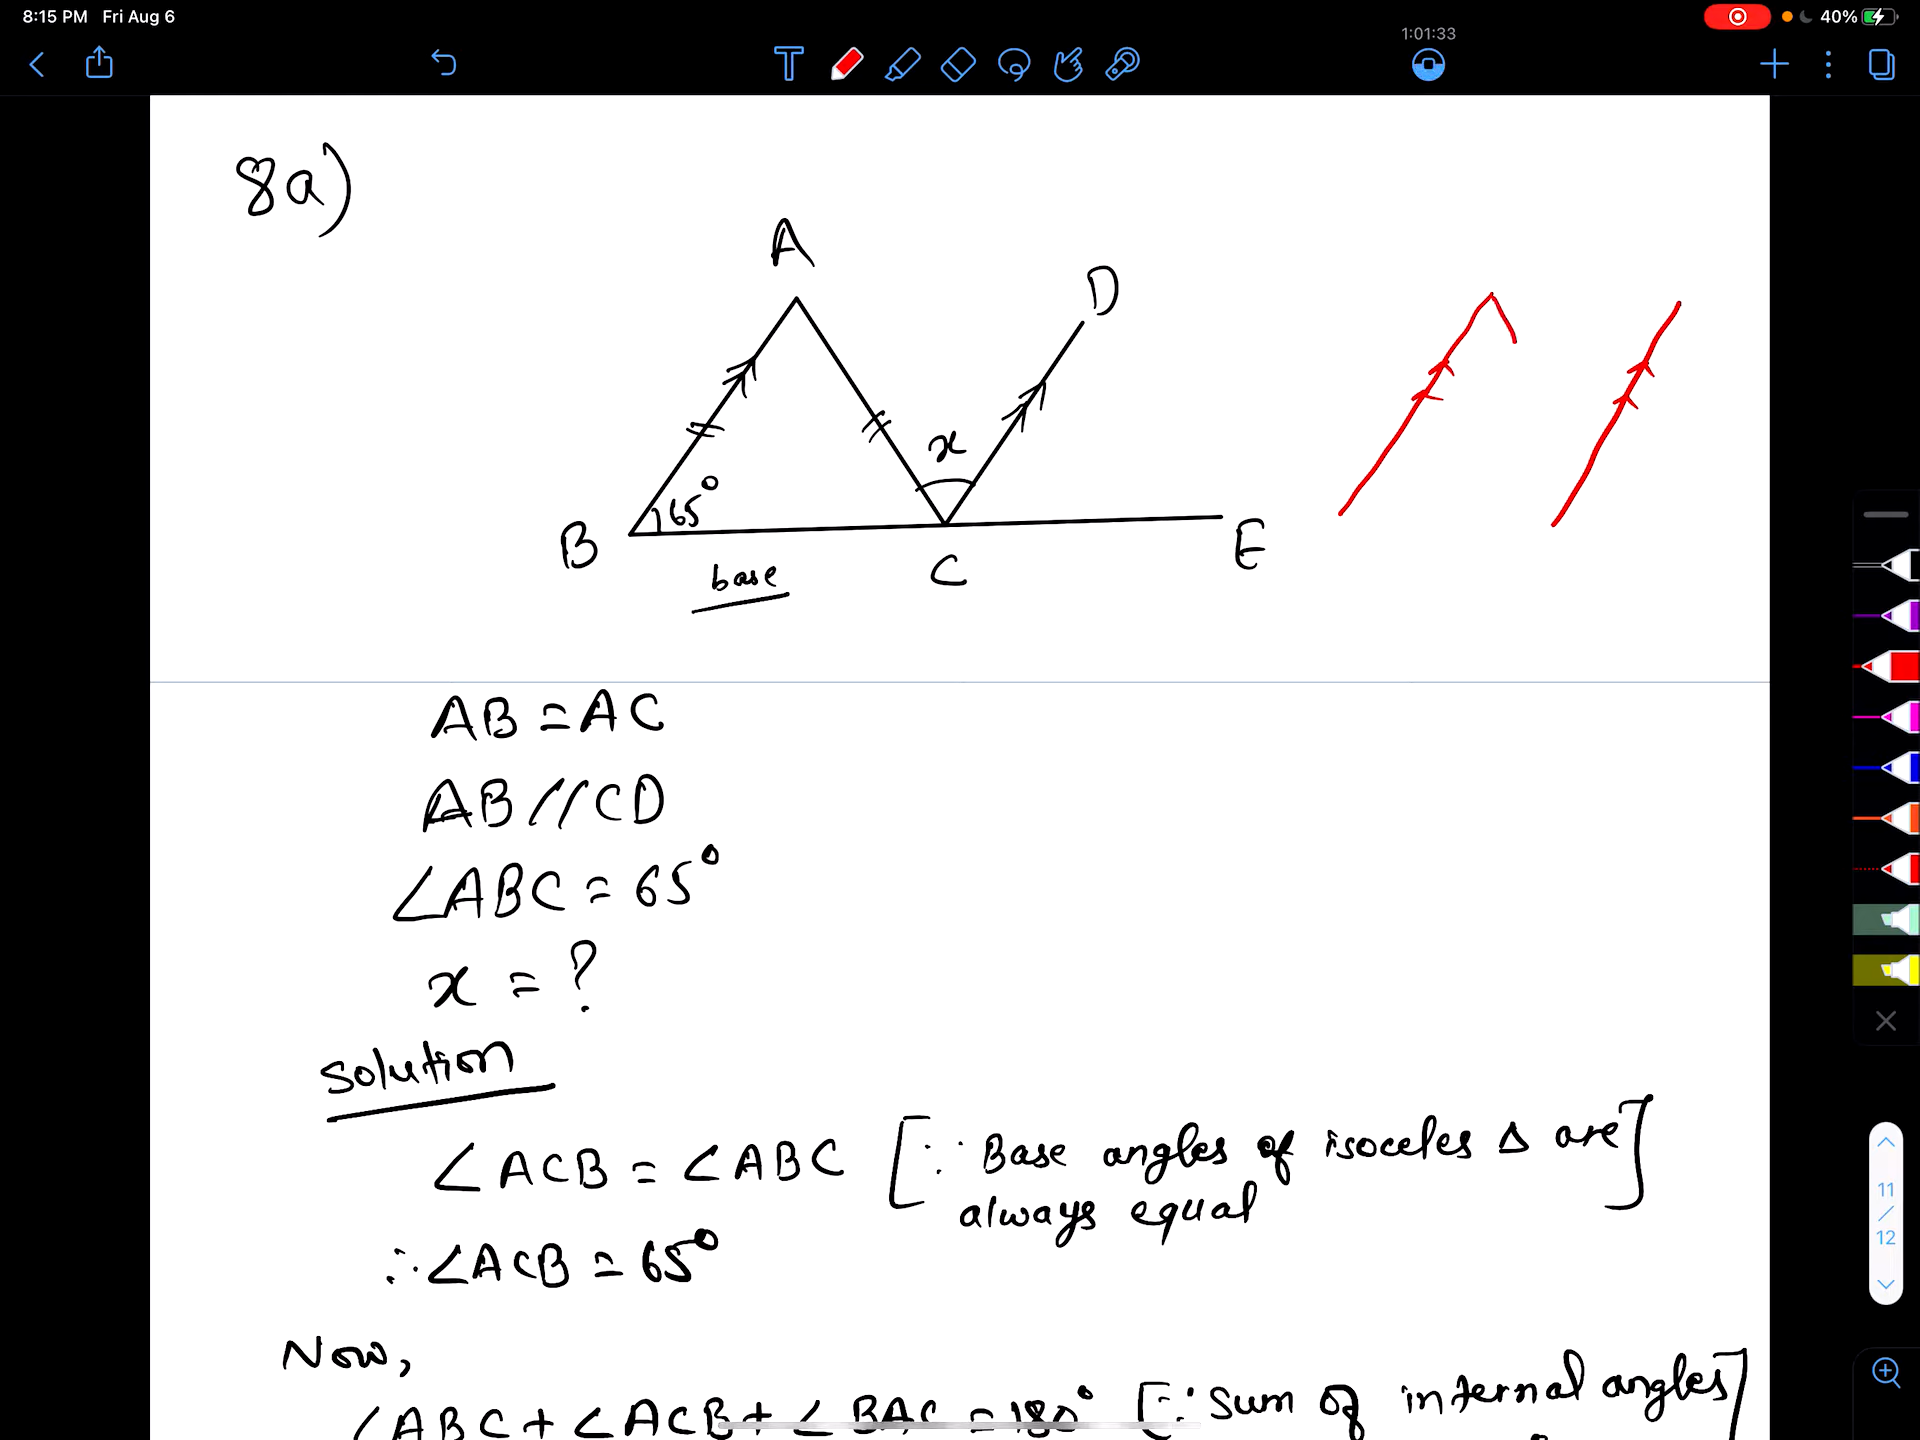 8:15 PM Fri Aug 6
40%
1:01:33
8a)
A
D
x
65°
B
C
E
base
AB = AC
AB // CD
∠ABC = 65°
x = ?
Solution
∠ACB = ∠ABC [∵ Base angles of isoceles Δ are
always equal]
∴ ∠ACB = 65°
11
/
12
Now,
∠ABC + ∠ACB + ∠BAC = 180° [∵ Sum of internal angles]